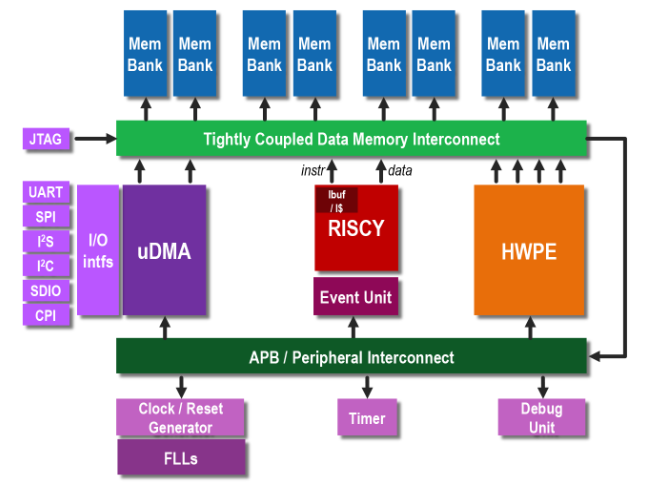 Mem Bank
Mem Bank
Mem Bank
Mem Bank
Mem Bank
Mem Bank
Mem Bank
Mem Bank
JTAG
Tightly Coupled Data Memory Interconnect
instr
data
UART
SPI
I²S
I²C
SDIO
CPI
I/O
intfs
uDMA
Ibuf
/ I$
RISCY
Event Unit
HWPE
APB / Peripheral Interconnect
Clock / Reset
Generator
FLLs
Timer
Debug
Unit